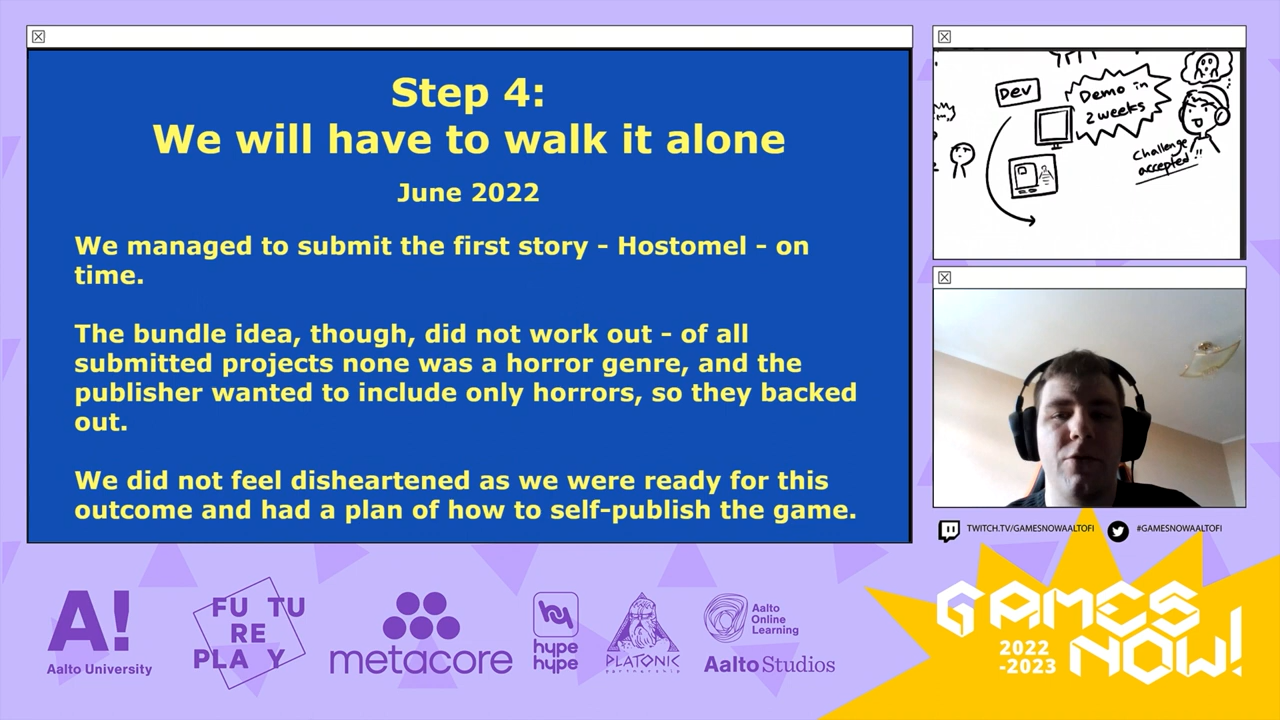 Step 4:
We will have to walk it alone
June 2022
We managed to submit the first story - Hostomel - on
time.
The bundle idea, though, did not work out - of all
submitted projects none was a horror genre, and the
publisher wanted to include only horrors, so they backed
out.
We did not feel disheartened as we were ready for this
outcome and had a plan of how to self-publish the game.
Dev
Demo in
2 weeks
Challenge
accepted!!
TWITCH.TV/GAMESNOWAALTOFI
#GAMESNOWAALTOFI
A!
Aalto University
FU TU
RE
PLA Y
metacore
hype
hype
PLATONIC
partnership
Aalto
Online
Learning
Aalto Studios
GAMES
NOW!
2022
-2023